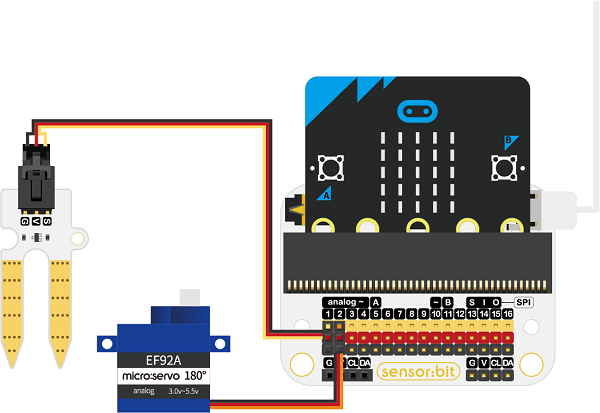 B
A
G V S
analog ~ A ~ B S I O SPI
1 2 3 4 5 6 7 8 9 10 11 12 13 14 15 16
G CL DA sensor:bit G V CL DA
EF92A
micro:servo 180°
analog 3.0v~5.5v